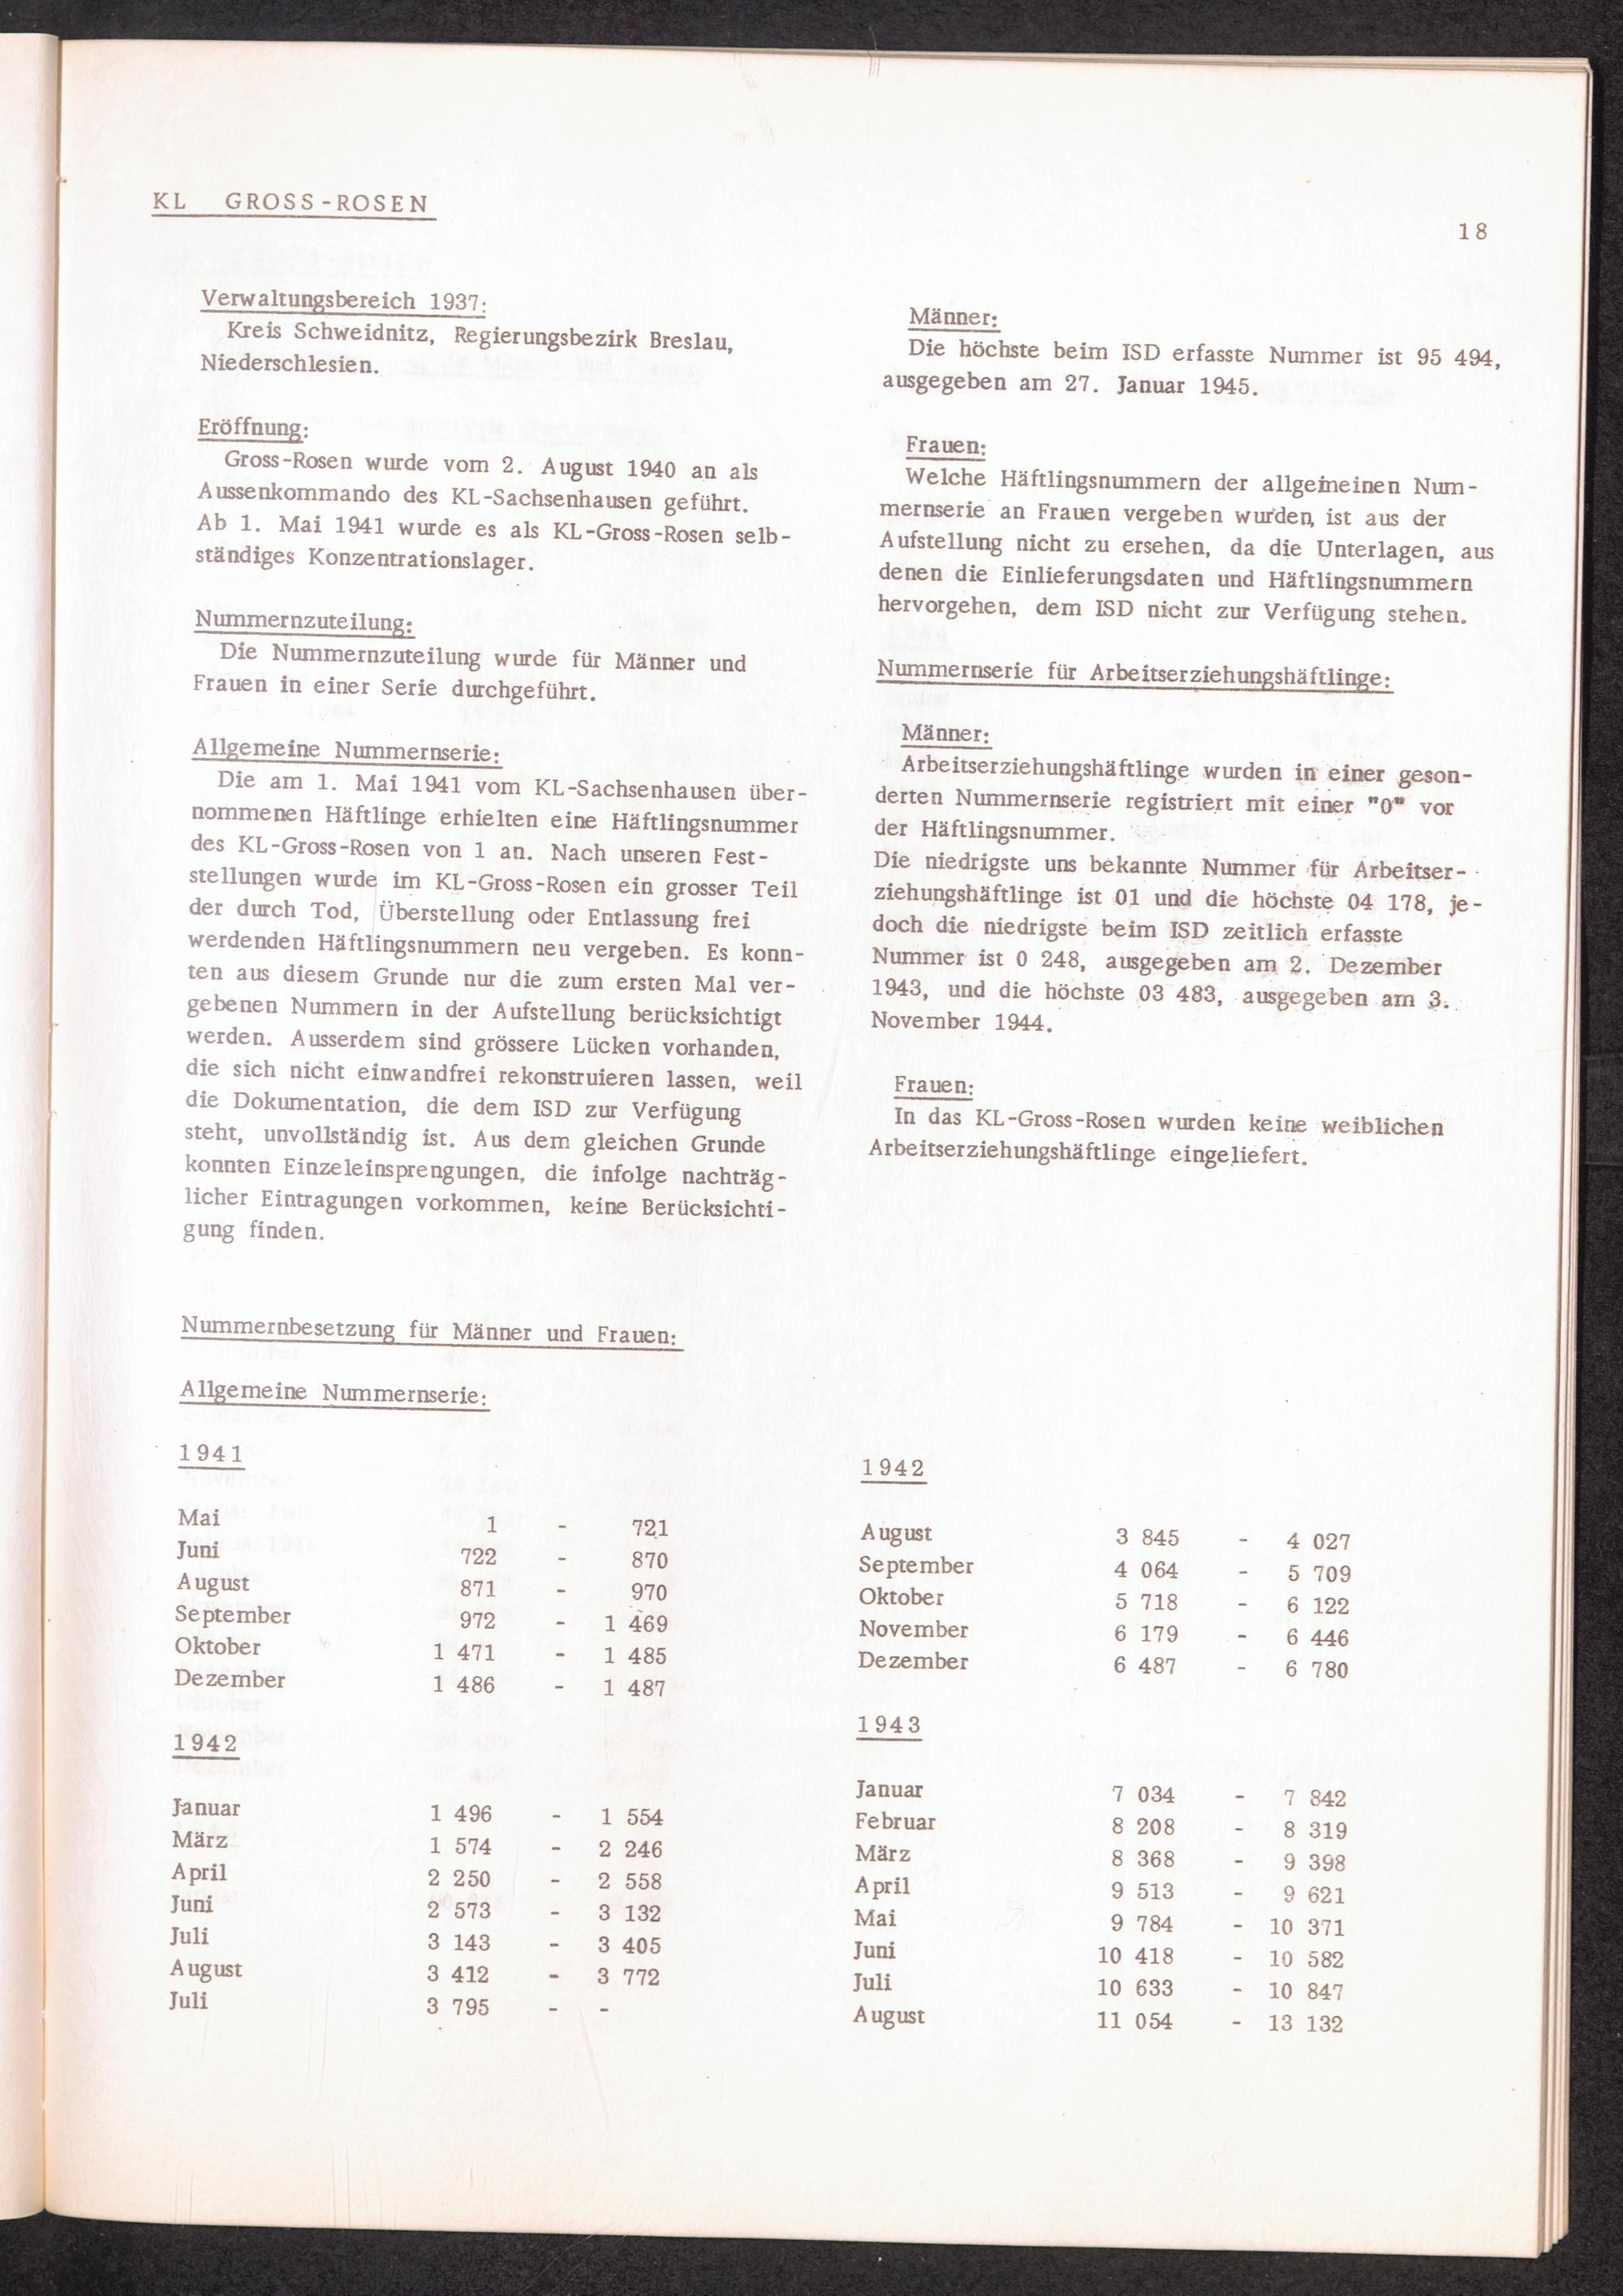 KL GROSS-ROSEN
18
Verwaltungsbereich 1937:
Kreis Schweidnitz, Regierungsbezirk Breslau,
Niederschlesien.
Eröffnung:
Gross-Rosen wurde vom 2. August 1940 an als
Aussenkommando des KL-Sachsenhausen geführt.
Ab 1. Mai 1941 wurde es als KL-Gross-Rosen selb-
ständiges Konzentrationslager.
Nummernzuteilung:
Die Nummernzuteilung wurde für Männer und
Frauen in einer Serie durchgeführt.
Allgemeine Nummernserie:
Die am 1. Mai 1941 vom KL-Sachsenhausen über-
nommenen Häftlinge erhielten eine Häftlingsnummer
des KL-Gross-Rosen von 1 an. Nach unseren Fest-
stellungen wurde im KL-Gross-Rosen ein grosser Teil
der durch Tod, Überstellung oder Entlassung frei
werdenden Häftlingsnummern neu vergeben. Es konn-
ten aus diesem Grunde nur die zum ersten Mal ver-
gebenen Nummern in der Aufstellung berücksichtigt
werden. Ausserdem sind grössere Lücken vorhanden,
die sich nicht einwandfrei rekonstruieren lassen, weil
die Dokumentation, die dem ISD zur Verfügung
steht, unvollständig ist. Aus dem gleichen Grunde
konnten Einzeleinsprengungen, die infolge nachträg-
licher Eintragungen vorkommen, keine Berücksichti-
gung finden.
Männer:
Die höchste beim ISD erfasste Nummer ist 95 494,
ausgegeben am 27. Januar 1945.
Frauen:
Welche Häftlingsnummern der allgemeinen Num-
mernserie an Frauen vergeben wurden, ist aus der
Aufstellung nicht zu ersehen, da die Unterlagen, aus
denen die Einlieferungsdaten und Häftlingsnummern
hervorgehen, dem ISD nicht zur Verfügung stehen.
Nummernserie für Arbeitserziehungshäftlinge:
Männer:
Arbeitserziehungshäftlinge wurden in einer geson-
derten Nummernserie registriert mit einer "0" vor
der Häftlingsnummer.
Die niedrigste uns bekannte Nummer für Arbeitser-
ziehungshäftlinge ist 01 und die höchste 04 178, je-
doch die niedrigste beim ISD zeitlich erfasste
Nummer ist 0 248, ausgegeben am 2. Dezember
1943, und die höchste 03 483, ausgegeben am 3.
November 1944.
Frauen:
In das KL-Gross-Rosen wurden keine weiblichen
Arbeitserziehungshäftlinge eingeliefert.
Nummernbesetzung für Männer und Frauen:
Allgemeine Nummernserie:
1941
Mai 1 - 721
Juni 722 - 870
August 871 - 970
September 972 - 1 469
Oktober 1 471 - 1 485
Dezember 1 486 - 1 487
1942
Januar 1 496 - 1 554
März 1 574 - 2 246
April 2 250 - 2 558
Juni 2 573 - 3 132
Juli 3 143 - 3 405
August 3 412 - 3 772
Juli 3 795 - -
1942
August 3 845 - 4 027
September 4 064 - 5 709
Oktober 5 718 - 6 122
November 6 179 - 6 446
Dezember 6 487 - 6 780
1943
Januar 7 034 - 7 842
Februar 8 208 - 8 319
März 8 368 - 9 398
April 9 513 - 9 621
Mai 9 784 - 10 371
Juni 10 418 - 10 582
Juli 10 633 - 10 847
August 11 054 - 13 132